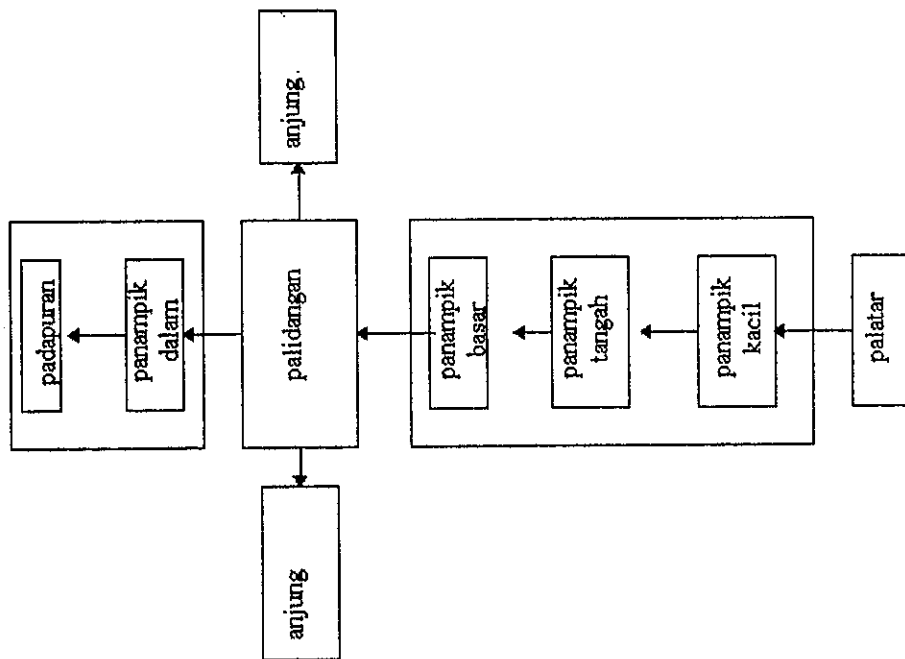 padapuran
panampik
dalam
anjung
palidangan
anjung.
panampik
basar
panampik
tangah
panampik
kacil
palatar